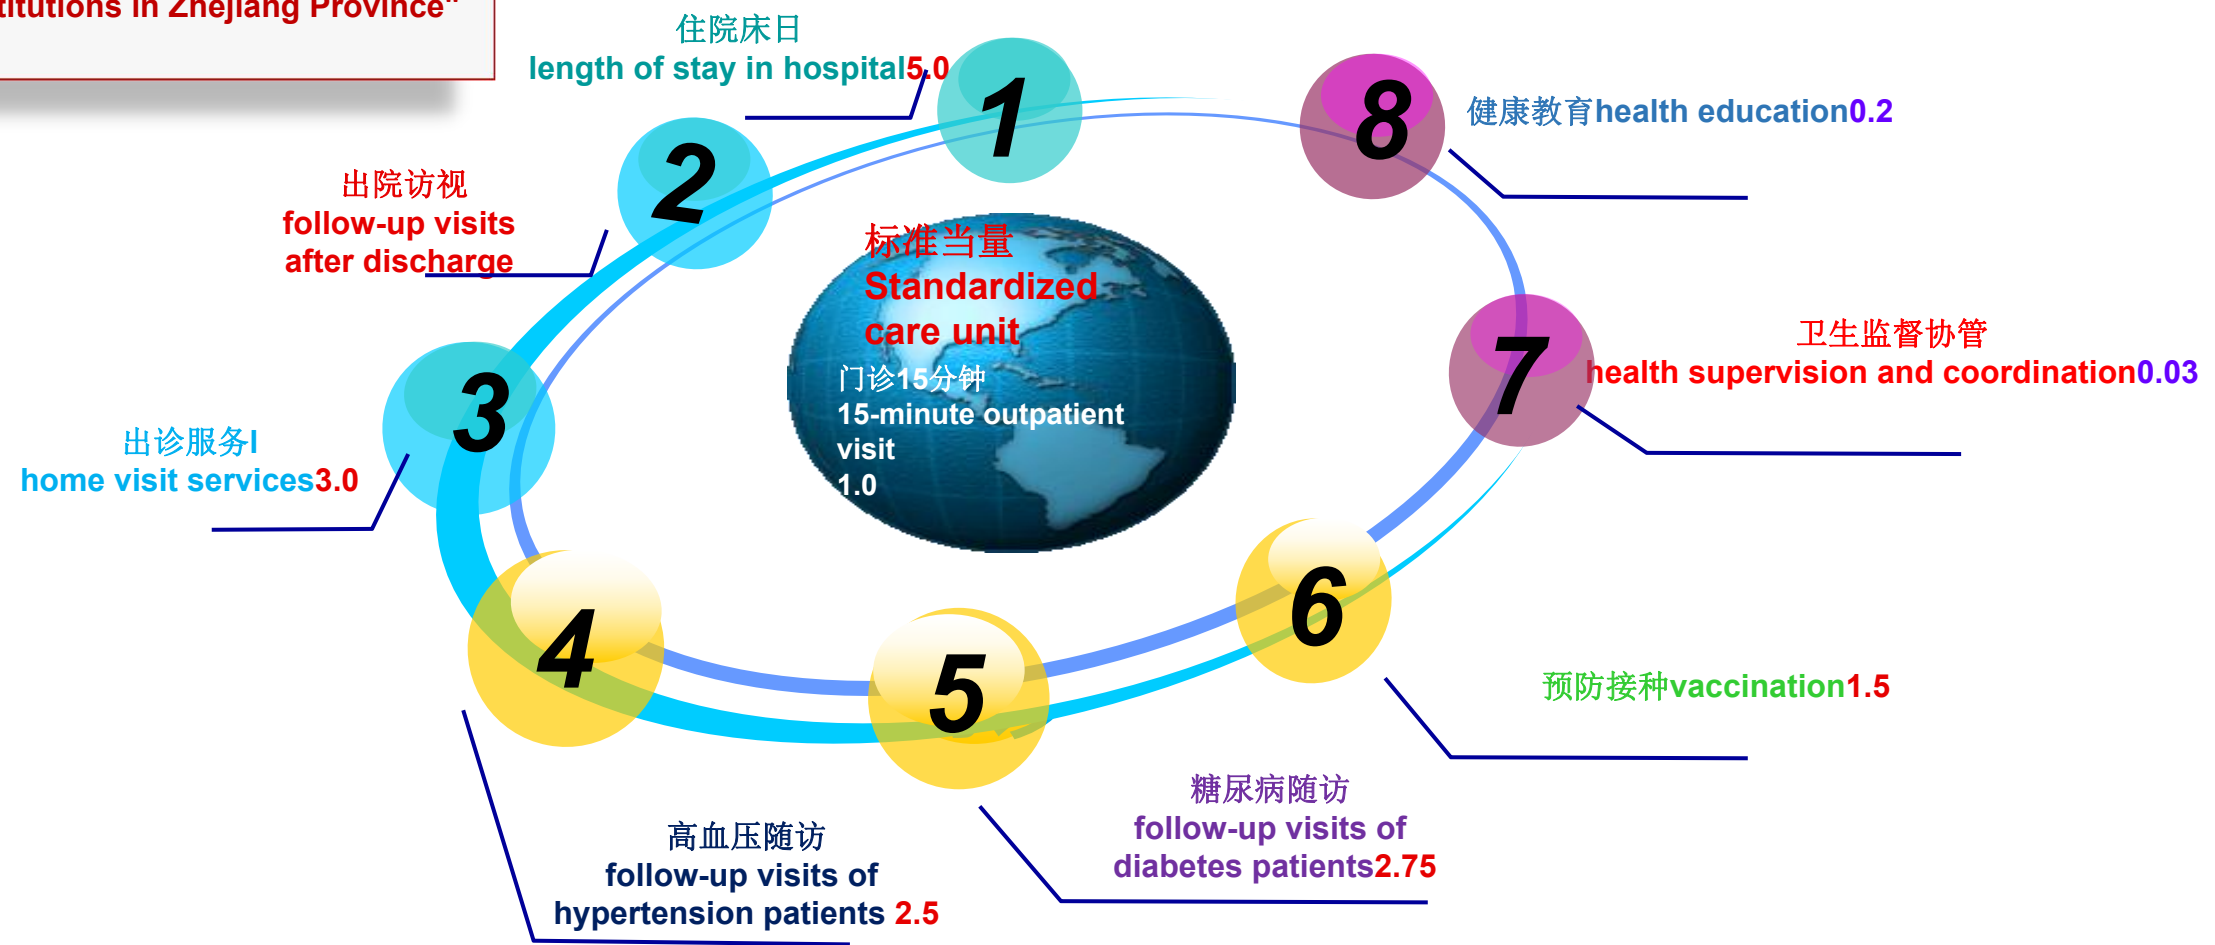 titutions in Zhejiang Province"
住院床日
length of stay in hospital5.0
1
8
健康教育health education0.2
2
出院访视
follow-up visits
after discharge
标准当量
Standardized
care unit
门诊15分钟
15-minute outpatient
visit
1.0
7
卫生监督协管
health supervision and coordination0.03
3
出诊服务I
home visit services3.0
4
高血压随访
follow-up visits of
hypertension patients 2.5
5
糖尿病随访
follow-up visits of
diabetes patients2.75
6
预防接种vaccination1.5